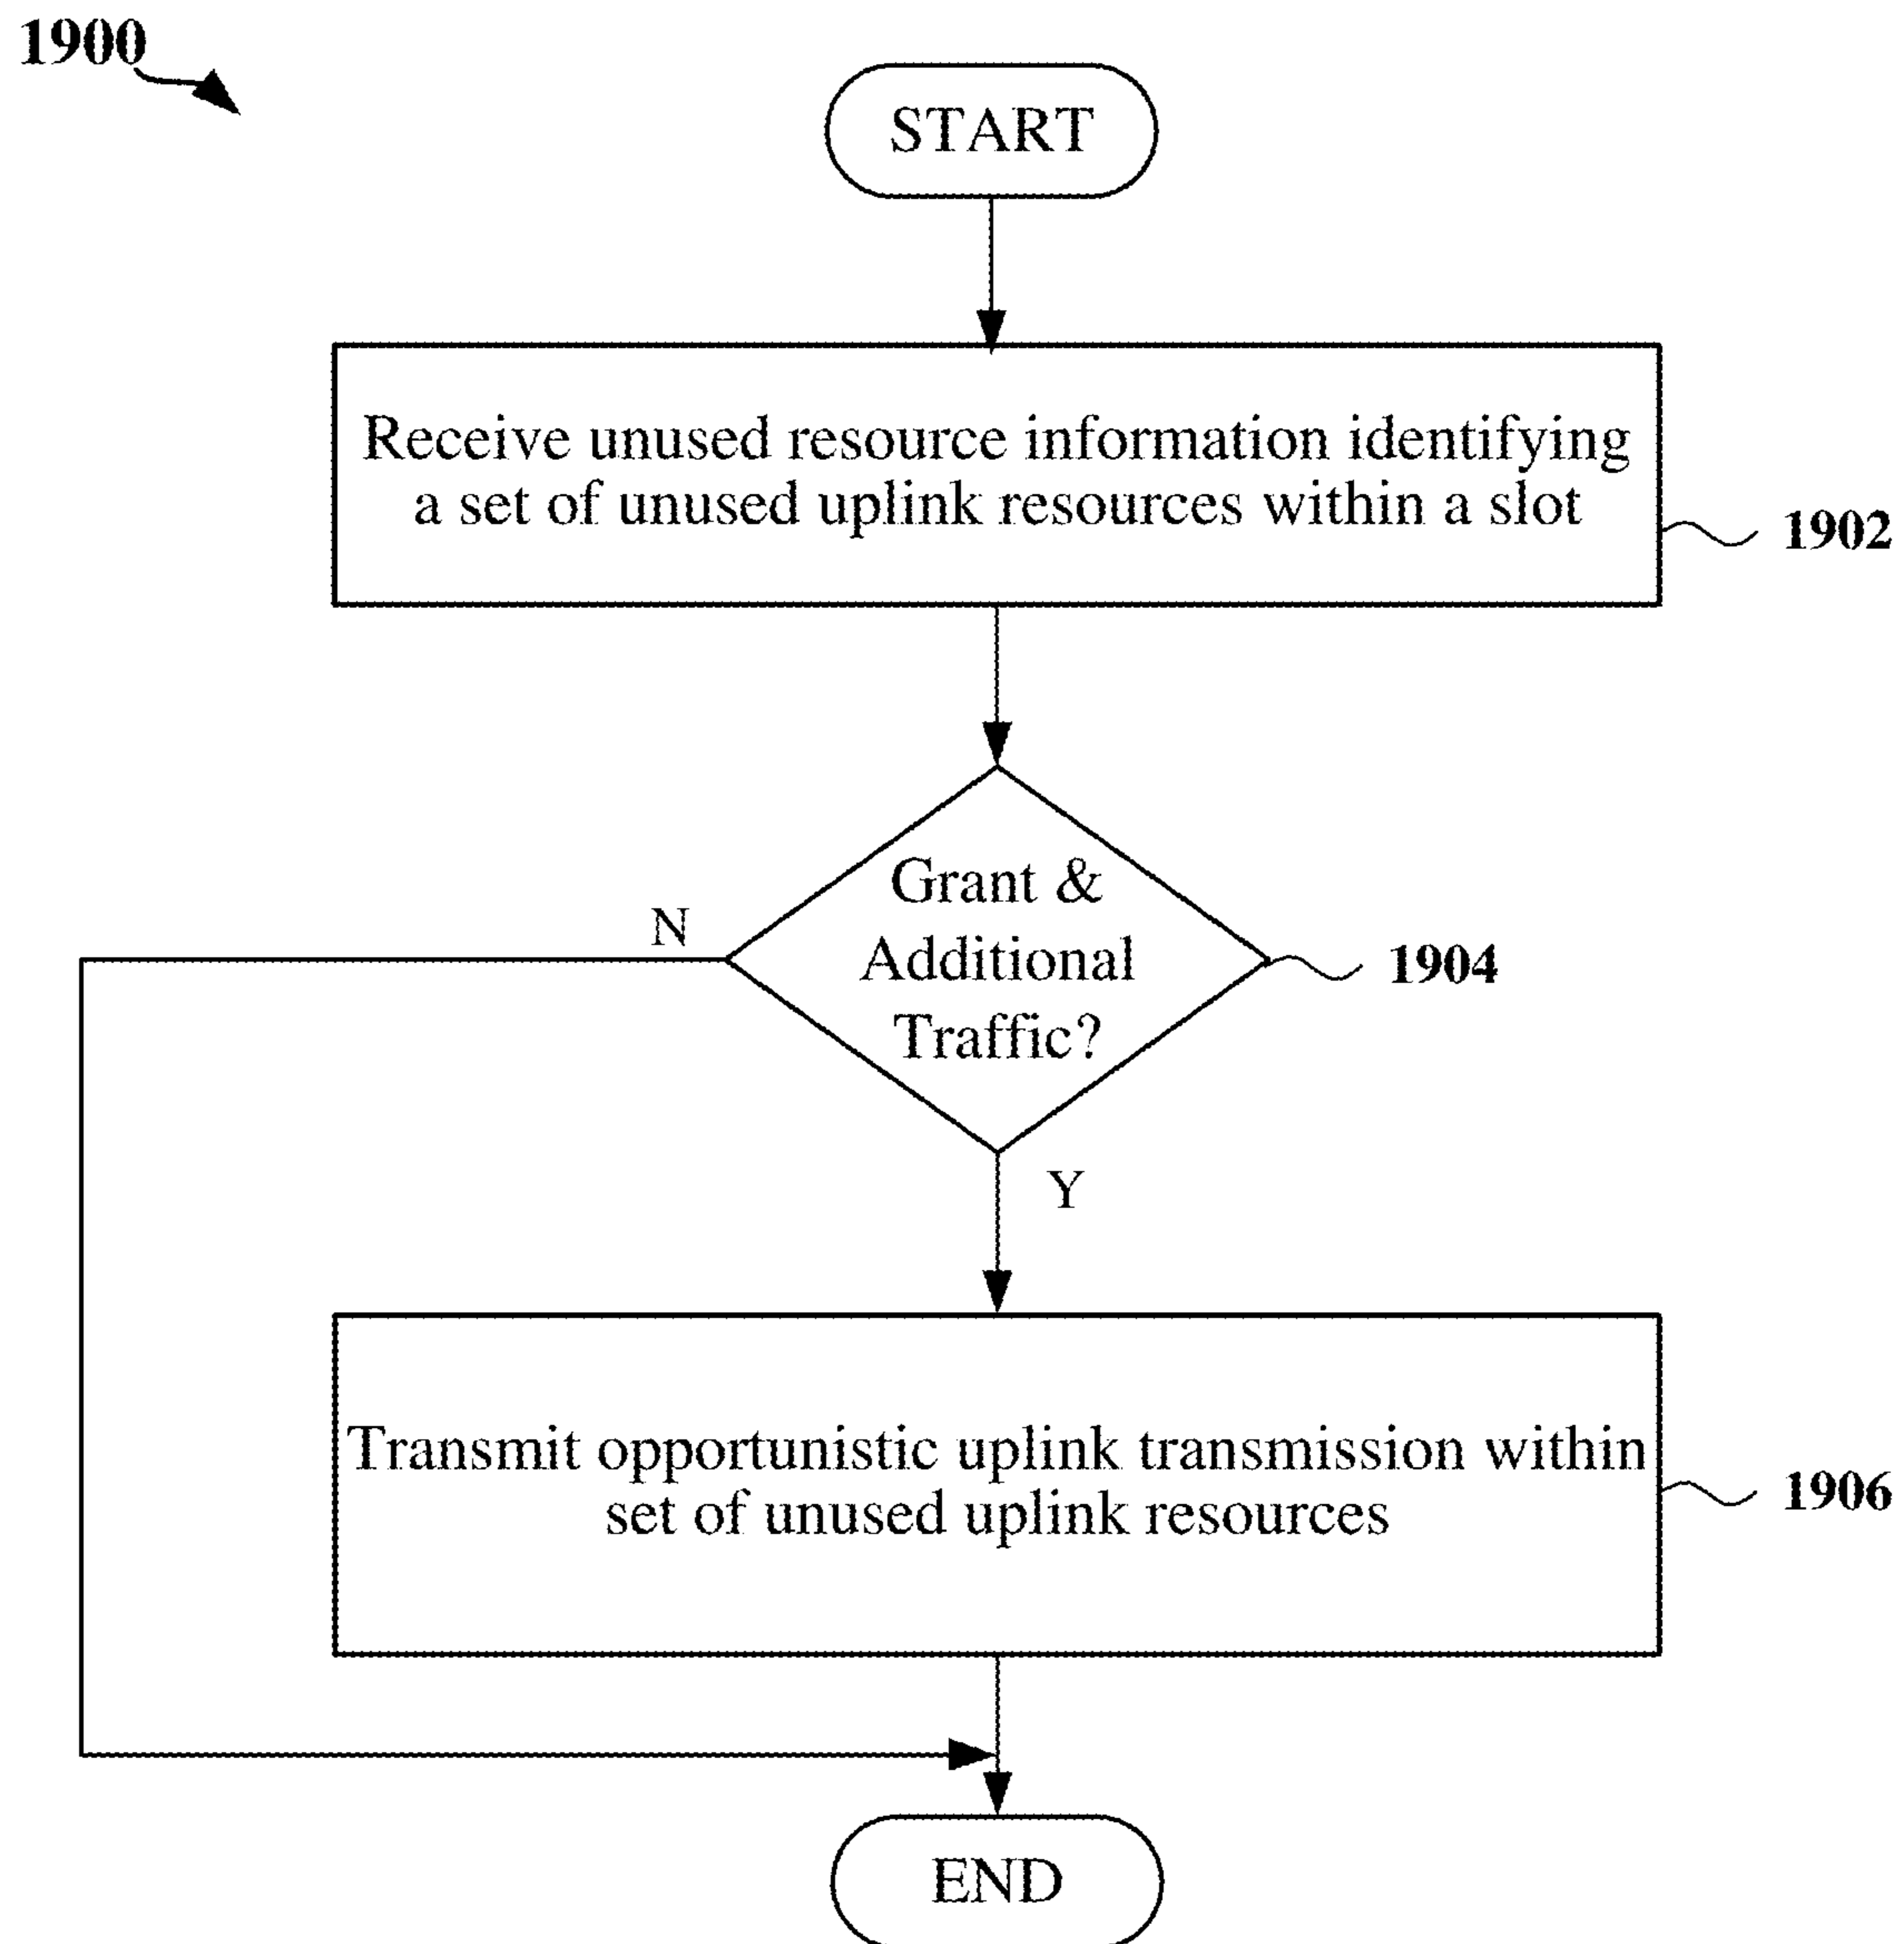 1900
START
Receive unused resource information identifying
a set of unused uplink resources within a slot
1902
Grant &
Additional
Traffic?
1904
N
Y
Transmit opportunistic uplink transmission within
set of unused uplink resources
1906
END